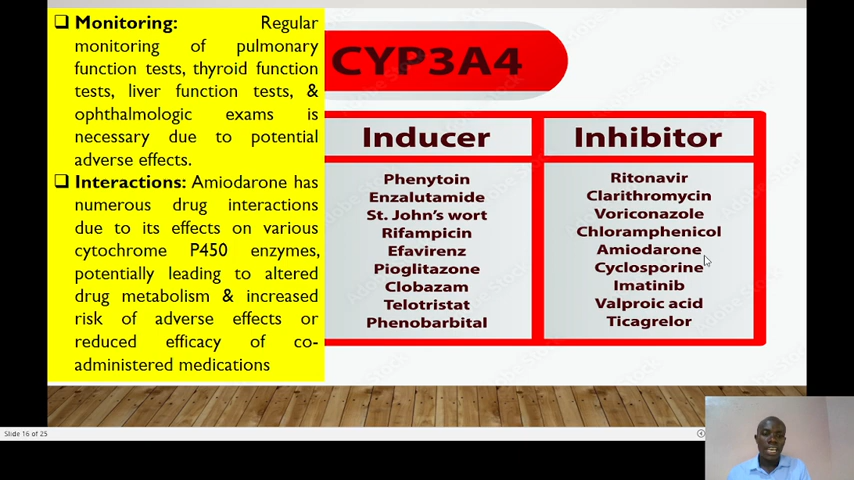 ❑ Monitoring: Regular
monitoring of pulmonary
function tests, thyroid function
tests, liver function tests, &
ophthalmologic exams is
necessary due to potential
adverse effects.
❑ Interactions: Amiodarone has
numerous drug interactions
due to its effects on various
cytochrome P450 enzymes,
potentially leading to altered
drug metabolism & increased
risk of adverse effects or
reduced efficacy of co-
administered medications
CYP3A4
Inducer
Phenytoin
Enzalutamide
St. John's wort
Rifampicin
Efavirenz
Pioglitazone
Clobazam
Telotristat
Phenobarbital
Inhibitor
Ritonavir
Clarithromycin
Voriconazole
Chloramphenicol
Amiodarone
Cyclosporine
Imatinib
Valproic acid
Ticagrelor
Slide 16 of 25